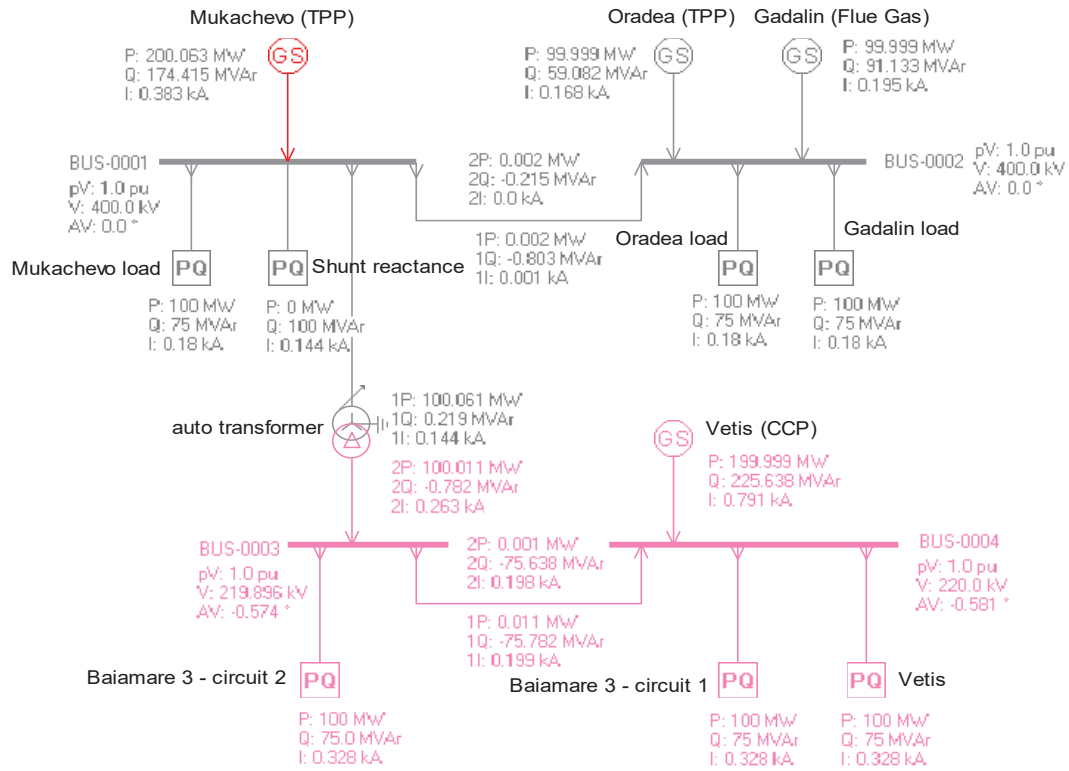 Mukachevo (TPP)
P: 200.063 MW
Q: 174.415 MVAr
I: 0.383 kA
GS
Oradea (TPP)
P: 99.999 MW
Q: 59.082 MVAr
I: 0.168 kA
GS
Gadalin (Flue Gas)
GS
P: 99.999 MW
Q: 91.133 MVAr
I: 0.195 kA
BUS-0001
pV: 1.0 pu
V: 400.0 kV
AV: 0.0 °
2P: 0.002 MW
2Q: -0.215 MVAr
2I: 0.0 kA
1P: 0.002 MW
1Q: -0.803 MVAr
1I: 0.001 kA
BUS-0002
pV: 1.0 pu
V: 400.0 kV
AV: 0.0 °
Mukachevo load
PQ
P: 100 MW
Q: 75 MVAr
I: 0.18 kA
PQ
Shunt reactance
P: 0 MW
Q: 100 MVAr
I: 0.144 kA
Oradea load
PQ
P: 100 MW
Q: 75 MVAr
I: 0.18 kA
Gadalin load
PQ
P: 100 MW
Q: 75 MVAr
I: 0.18 kA
auto transformer
1P: 100.061 MW
1Q: 0.219 MVAr
1I: 0.144 kA
2P: 100.011 MW
2Q: -0.782 MVAr
2I: 0.263 kA
Vetis (CCP)
GS
P: 199.999 MW
Q: 225.638 MVAr
I: 0.791 kA
BUS-0003
pV: 1.0 pu
V: 219.896 kV
AV: -0.574 °
2P: 0.001 MW
2Q: -75.638 MVAr
2I: 0.198 kA
1P: 0.011 MW
1Q: -75.782 MVAr
1I: 0.199 kA
BUS-0004
pV: 1.0 pu
V: 220.0 kV
AV: -0.581 °
Baiamare 3 - circuit 2
PQ
P: 100 MW
Q: 75.0 MVAr
I: 0.328 kA
Baiamare 3 - circuit 1
PQ
P: 100 MW
Q: 75 MVAr
I: 0.328 kA
PQ
Vetis
P: 100 MW
Q: 75 MVAr
I: 0.328 kA